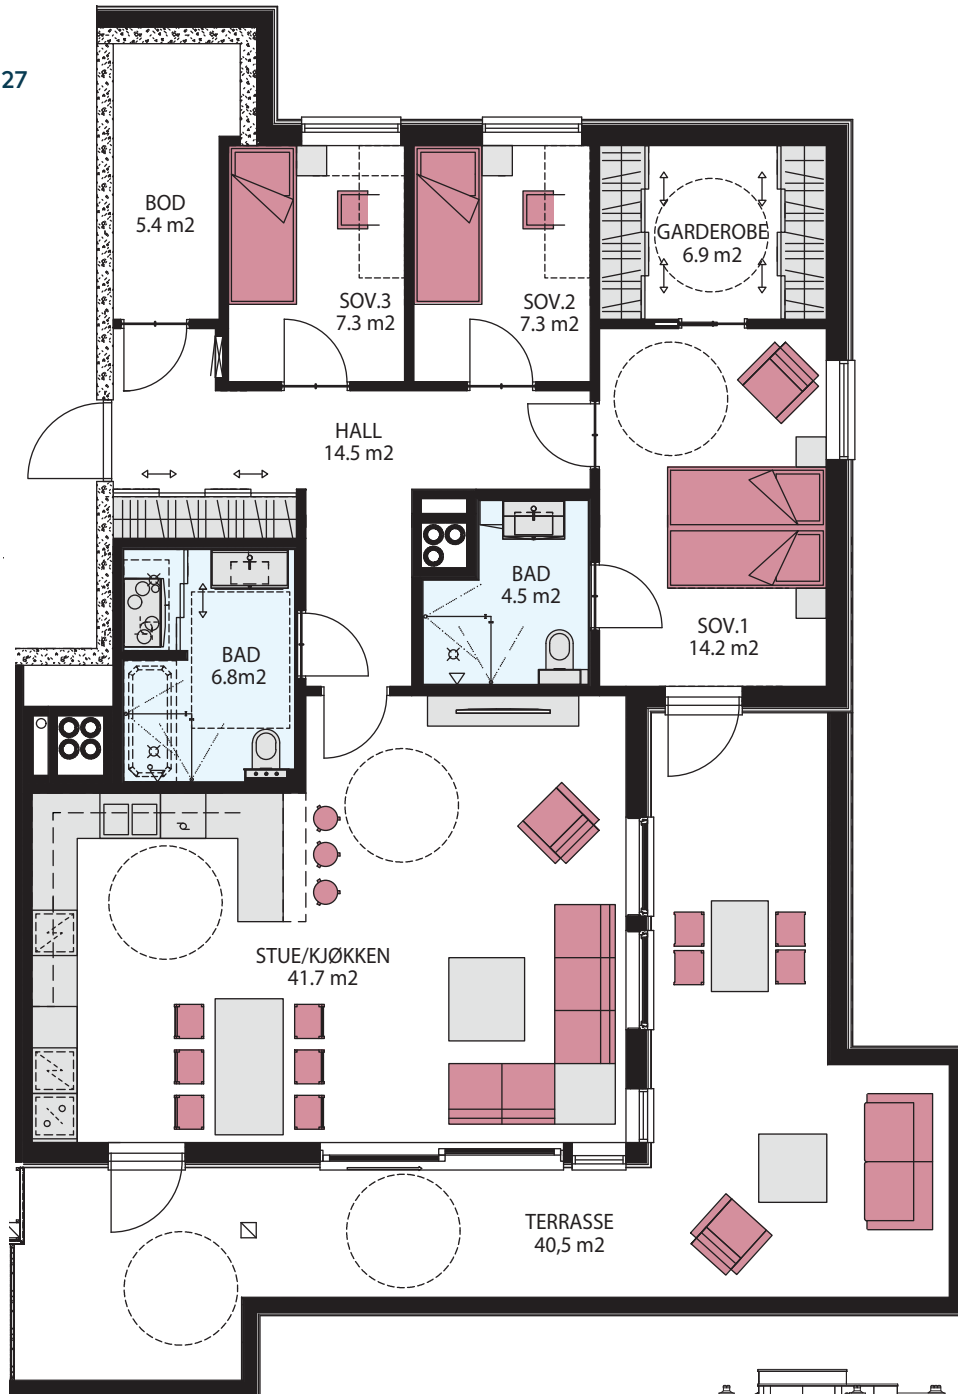 27
BOD
5.4 m2
SOV.3
7.3 m2
SOV.2
7.3 m2
GARDEROBE
6.9 m2
HALL
14.5 m2
BAD
4.5 m2
SOV.1
14.2 m2
BAD
6.8m2
STUE/KJØKKEN
41.7 m2
TERRASSE
40,5 m2